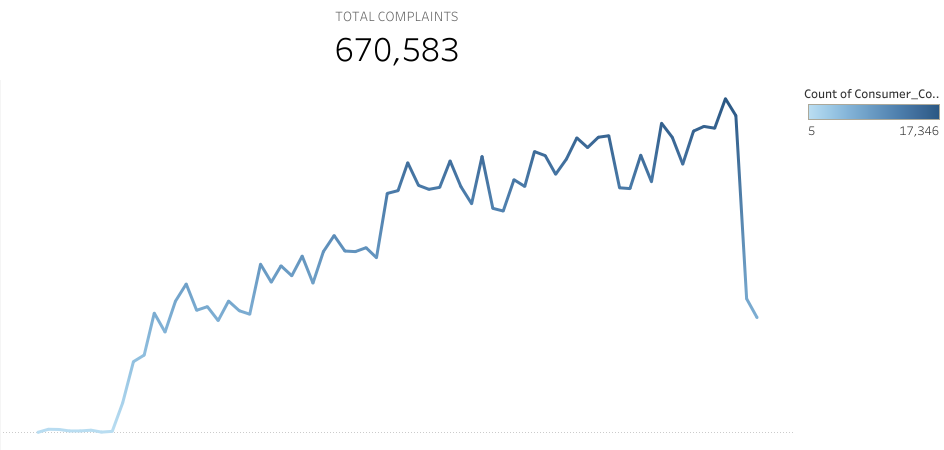 TOTAL COMPLAINTS
670,583
Count of Consumer_Co..
5 17,346